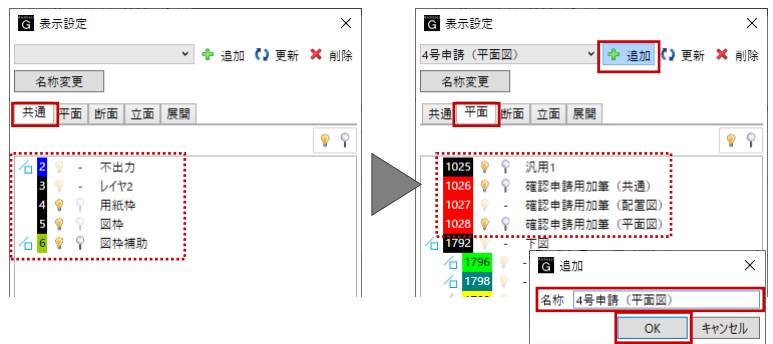 表示設定
追加 更新 削除
名称変更
共通 平面 断面 立面 展開
2 - 不出力
3 - レイヤ2
4 用紙枠
5 図枠
6 図枠補助
表示設定
4号申請（平面図） 追加 更新 削除
名称変更
共通 平面 断面 立面 展開
1025 汎用1
1026 確認申請用加筆（共通）
1027 - 確認申請用加筆（配置図）
1028 確認申請用加筆（平面図）
1792 - 下図
1796 -
1798 -
追加
名称 4号申請（平面図）
OK キャンセル